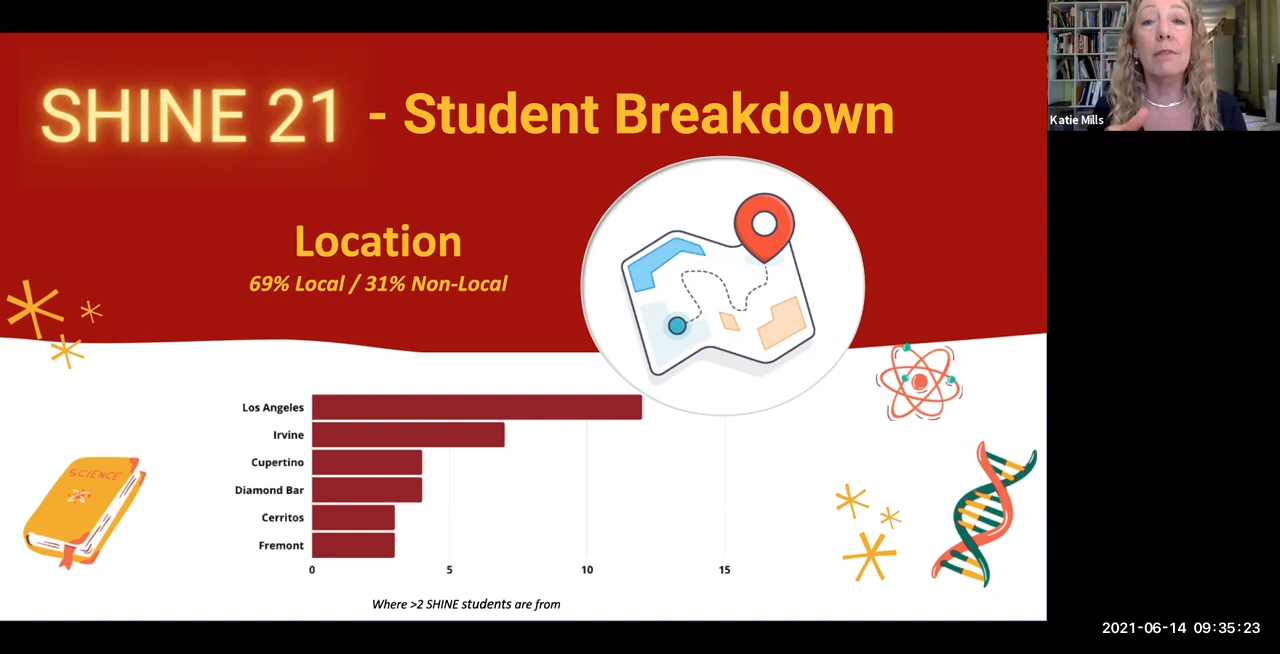 SHINE 21 - Student Breakdown
Katie Mills
Location
69% Local / 31% Non-Local
SCIENCE
Los Angeles
Irvine
Cupertino
Diamond Bar
Cerritos
Fremont
0 5 10 15
Where >2 SHINE students are from
2021-06-14 09:35:23